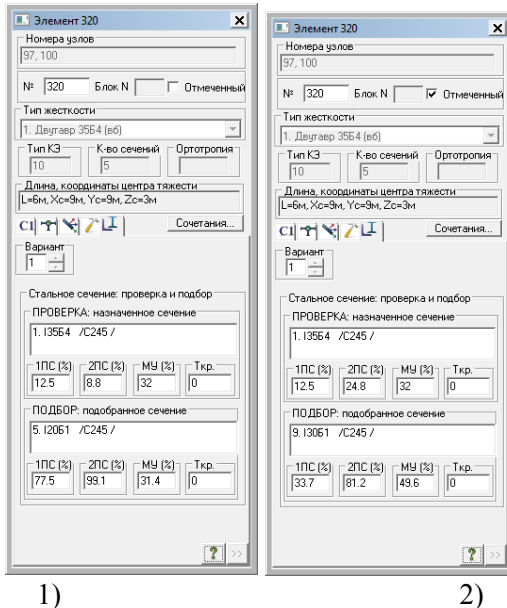 Элемент 320
Номера узлов
97, 100
№ 320 Блок N Отмеченный
Тип жесткости
1. Двутавр 35Б4 (вб)
Тип КЭ К-во сечений Ортотропия
10 5
Длина, координаты центра тяжести
L=6м, Xc=9м, Yc=9м, Zc=3м
С1 Сочетания...
Вариант
1
Стальное сечение: проверка и подбор
ПРОВЕРКА: назначенное сечение
1. I35Б4 /С245 /
1ПС (%) 2ПС (%) МУ (%) Ткр.
12.5 8.8 32 0
ПОДБОР: подобранное сечение
5. I20Б1 /С245 /
1ПС (%) 2ПС (%) МУ (%) Ткр.
77.5 99.1 31.4 0
? >>
1)
Элемент 320
Номера узлов
97, 100
№ 320 Блок N Отмеченный
Тип жесткости
1. Двутавр 35Б4 (вб)
Тип КЭ К-во сечений Ортотропия
10 5
Длина, координаты центра тяжести
L=6м, Xc=9м, Yc=9м, Zc=3м
С1 Сочетания...
Вариант
1
Стальное сечение: проверка и подбор
ПРОВЕРКА: назначенное сечение
1. I35Б4 /С245 /
1ПС (%) 2ПС (%) МУ (%) Ткр.
12.5 24.8 32 0
ПОДБОР: подобранное сечение
9. I30Б1 /С245 /
1ПС (%) 2ПС (%) МУ (%) Ткр.
33.7 81.2 49.6 0
? >>
2)